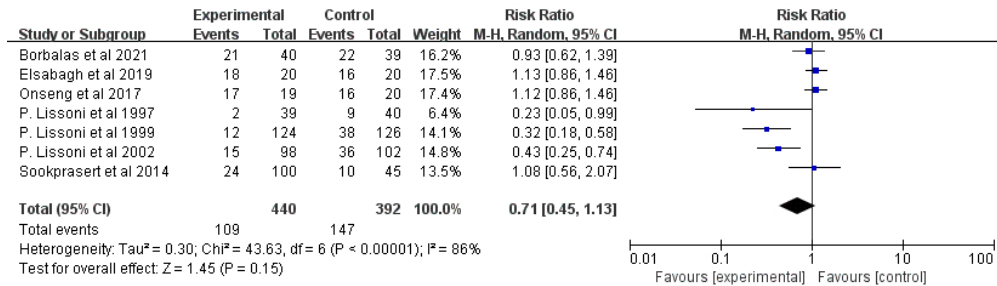 Experimental Control Risk Ratio Risk Ratio
Study or Subgroup Events Total Events Total Weight M-H, Random, 95% CI M-H, Random, 95% CI
Borbalas et al 2021 21 40 22 39 16.2% 0.93 [0.62, 1.39]
Elsabagh et al 2019 18 20 16 20 17.5% 1.13 [0.86, 1.46]
Onseng et al 2017 17 19 16 20 17.5% 1.12 [0.86, 1.46]
P. Lissoni et al 1997 2 39 9 40 6.4% 0.23 [0.05, 0.99]
P. Lissoni et al 1999 12 124 38 126 14.1% 0.32 [0.18, 0.58]
P. Lissoni et al 2002 15 98 36 102 14.8% 0.43 [0.25, 0.74]
Sookprasert et al 2014 24 100 10 45 13.5% 1.08 [0.56, 2.07]
Total (95% CI) 440 392 100.0% 0.71 [0.45, 1.13]
Total events 109 147
Heterogeneity: Tau² = 0.30; Chi² = 43.63, df = 6 (P < 0.00001); I² = 86%
Test for overall effect: Z = 1.45 (P = 0.15)
0.01 0.1 1 10 100
Favours [experimental] Favours [control]